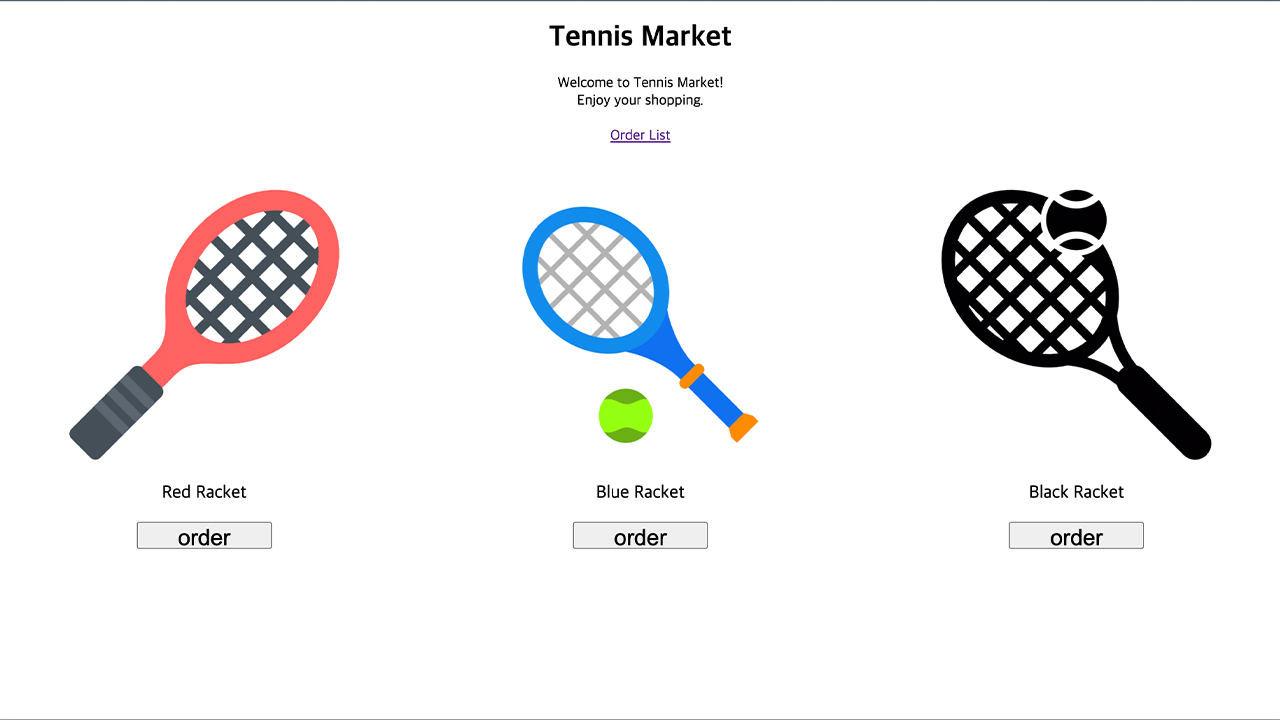 Tennis Market
Welcome to Tennis Market!
Enjoy your shopping.
Order List
Red Racket
Blue Racket
Black Racket
order
order
order